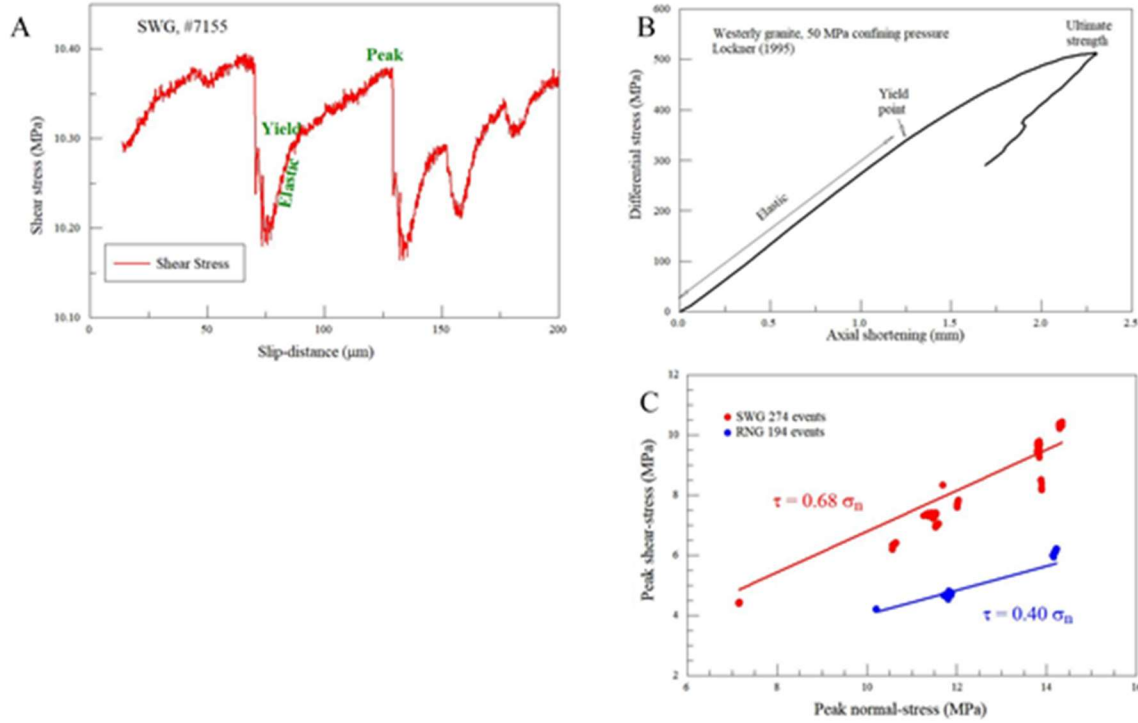 A
SWG, #7155
10.40
10.30
10.20
10.10
Shear stress (MPa)
Peak
Yield
Elastic
Shear Stress
0
50
100
150
200
Slip-distance (μm)
B
600
500
400
300
200
100
0
Differential stress (MPa)
Westerly granite, 50 MPa confining pressure
Lockner (1995)
Ultimate
strength
Yield
point
Elastic
0.0
0.5
1.0
1.5
2.0
2.5
Axial shortening (mm)
C
12
10
8
6
4
2
Peak shear-stress (MPa)
SWG 274 events
RNG 194 events
τ = 0.68 σn
τ = 0.40 σn
6
8
10
12
14
16
Peak normal-stress (MPa)